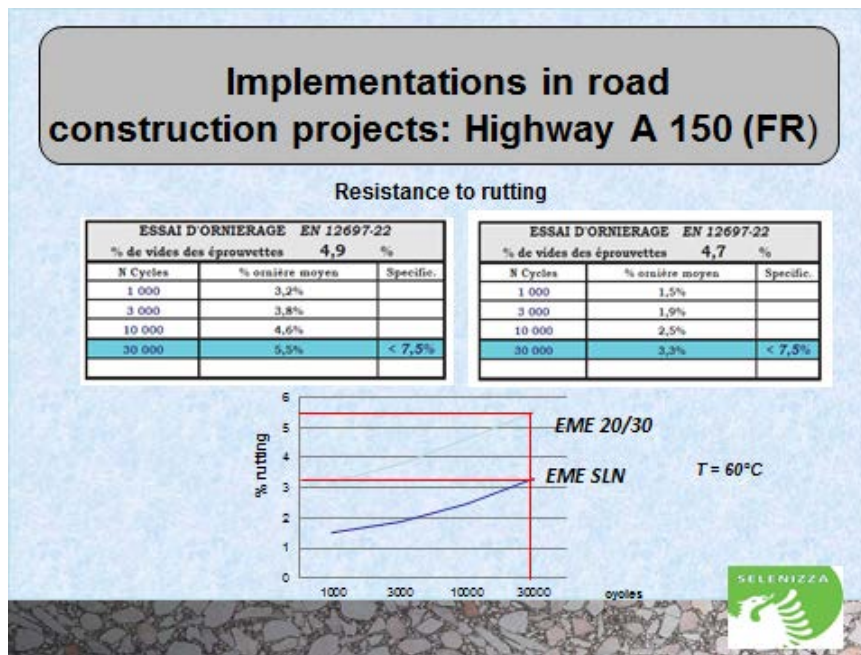 Implementations in road
construction projects: Highway A 150 (FR)
Resistance to rutting
ESSAI D'ORNIERAGE EN 12697-22
% de vides des éprouvettes 4,9 %
N Cycles % ornière moyen Specific.
1 000 3,2%
3 000 3,8%
10 000 4,6%
30 000 5,5% < 7,5%
ESSAI D'ORNIERAGE EN 12697-22
% de vides des éprouvettes 4,7 %
N Cycles % ornière moyen Specific.
1 000 1,5%
3 000 1,9%
10 000 2,5%
30 000 3,3% < 7,5%
% rutting
6
5
4
3
2
1
0
EME 20/30
EME SLN
T = 60°C
1000 3000 10000 30000 cycles
SELENIZZA